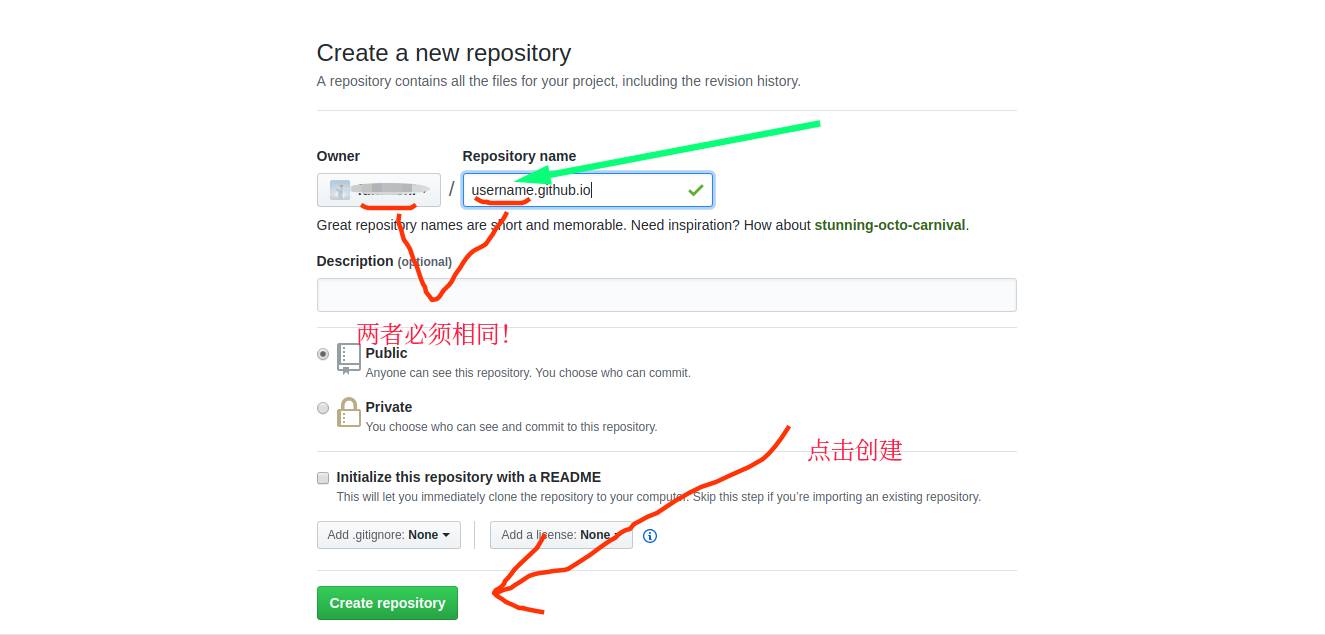 Create a new repository
A repository contains all the files for your project, including the revision history.
Owner
Repository name
/
username.github.io
Great repository names are short and memorable. Need inspiration? How about stunning-octo-carnival.
Description (optional)
两者必须相同！
Public
Anyone can see this repository. You choose who can commit.
Private
You choose who can see and commit to this repository.
点击创建
Initialize this repository with a README
This will let you immediately clone the repository to your computer. Skip this step if you’re importing an existing repository.
Add .gitignore: None
Add a license: None
Create repository